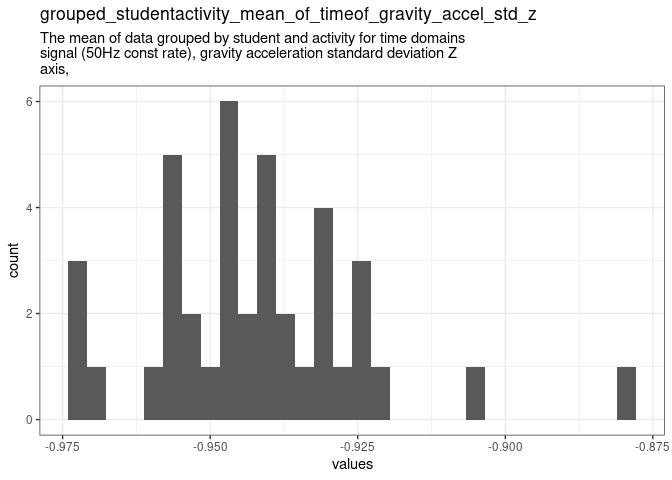 grouped_studentactivity_mean_of_timeof_gravity_accel_std_z
The mean of data grouped by student and activity for time domains
signal (50Hz const rate), gravity acceleration standard deviation Z
axis,
6
4
2
0
count
-0.975 -0.950 -0.925 -0.900 -0.875
values